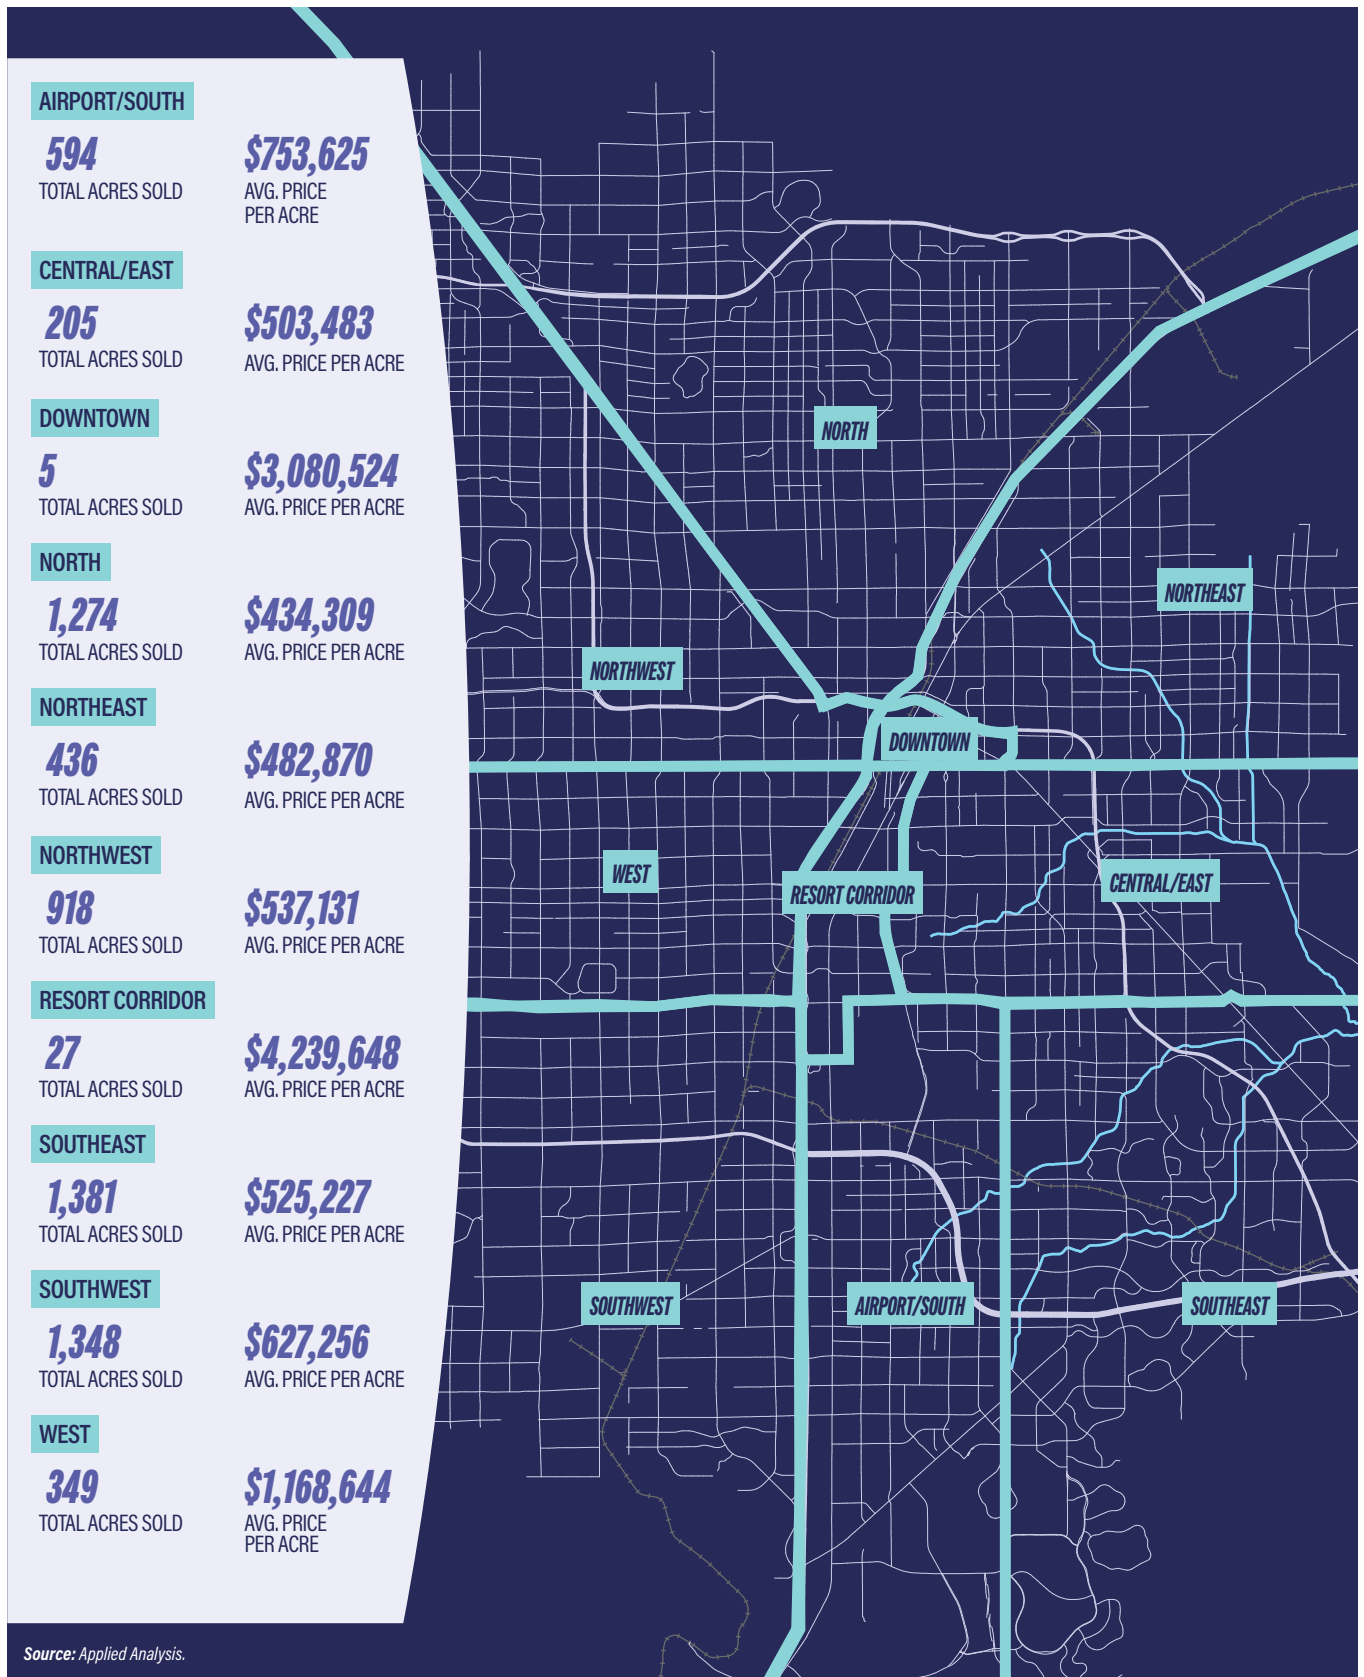 AIRPORT/SOUTH
594
TOTAL ACRES SOLD
$753,625
AVG. PRICE
PER ACRE
CENTRAL/EAST
205
TOTAL ACRES SOLD
$503,483
AVG. PRICE PER ACRE
DOWNTOWN
5
TOTAL ACRES SOLD
$3,080,524
AVG. PRICE PER ACRE
NORTH
1,274
TOTAL ACRES SOLD
$434,309
AVG. PRICE PER ACRE
NORTHEAST
436
TOTAL ACRES SOLD
$482,870
AVG. PRICE PER ACRE
NORTHWEST
918
TOTAL ACRES SOLD
$537,131
AVG. PRICE PER ACRE
RESORT CORRIDOR
27
TOTAL ACRES SOLD
$4,239,648
AVG. PRICE PER ACRE
SOUTHEAST
1,381
TOTAL ACRES SOLD
$525,227
AVG. PRICE PER ACRE
SOUTHWEST
1,348
TOTAL ACRES SOLD
$627,256
AVG. PRICE PER ACRE
WEST
349
TOTAL ACRES SOLD
$1,168,644
AVG. PRICE
PER ACRE
Source: Applied Analysis.
NORTH
NORTHEAST
NORTHWEST
DOWNTOWN
WEST
RESORT CORRIDOR
CENTRAL/EAST
SOUTHWEST
AIRPORT/SOUTH
SOUTHEAST